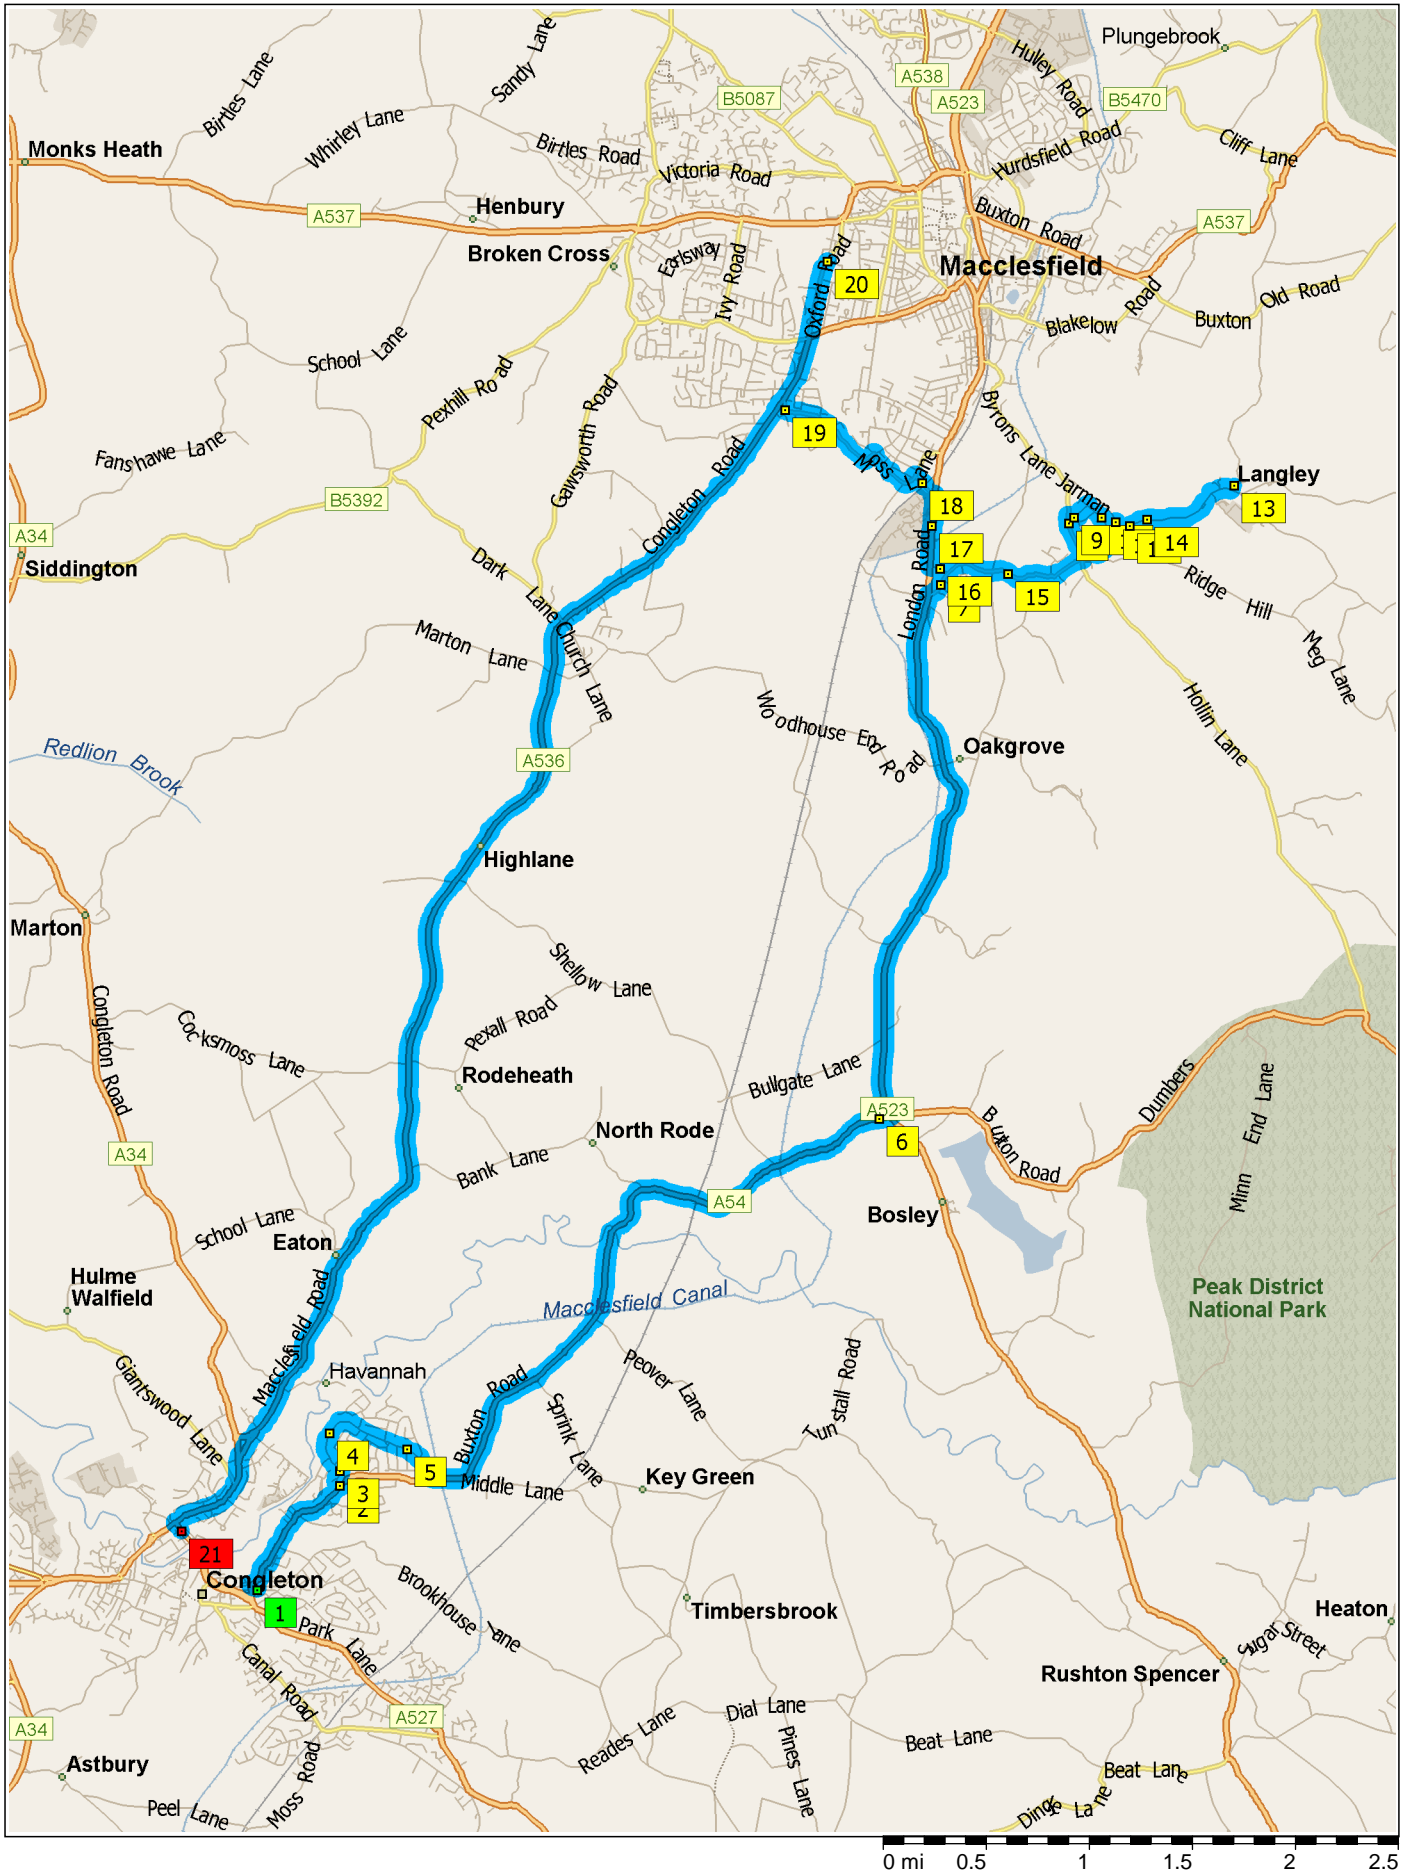 Plungebrook
A538
Hulley Road
Sandy Lane
Birtles Lane
B5087
A523
B5470
Whirley Lane
Birtles Road
Hurdsfield Road
Cliff Lane
Monks Heath
Victoria Road
A537
Henbury
Buxton Road
A537
Broken Cross
Earlsway
Ivy Road
Oxford Road
Macclesfield
20
Old Road
Buxton
Blakelow Road
School Lane
Pexhill Road
Gawsworth Road
Byrons Lane
Fanshawe Lane
19
Congleton Road
Moss Lane
Jarman
Langley
13
B5392
18
A34
Siddington
17
9
14
Dark Lane
London Road
16
7
15
Ridge Hill
Marton Lane
Church Lane
Meg Lane
Woodhouse End Road
Hollin Lane
Oakgrove
Redlion Brook
A536
Highlane
Marton
Shellow Lane
Congleton Road
Cocksmoss Lane
Pexall Road
Rodeheath
Bullgate Lane
Dumbers
Minn End Lane
A523
6
Buxton Road
North Rode
A34
Bank Lane
A54
Bosley
School Lane
Eaton
Hulme
Walfield
Peak District
National Park
Macclesfield Canal
Macclesfield Road
Giantswood Lane
Havannah
Peover Lane
Tunstall Road
Buxton Road
Sprink Lane
4
5
3
2
Middle Lane
Key Green
21
Congleton
1
Brookhouse Lane
Timbersbrook
Heaton
Park Lane
Sugar Street
Canal Road
Rushton Spencer
A527
Dial Lane
Reades Lane
Pines Lane
A34
Beat Lane
Astbury
Beat Lane
Moss Road
Peel Lane
Dingle Lane
0 mi 0.5 1 1.5 2 2.5